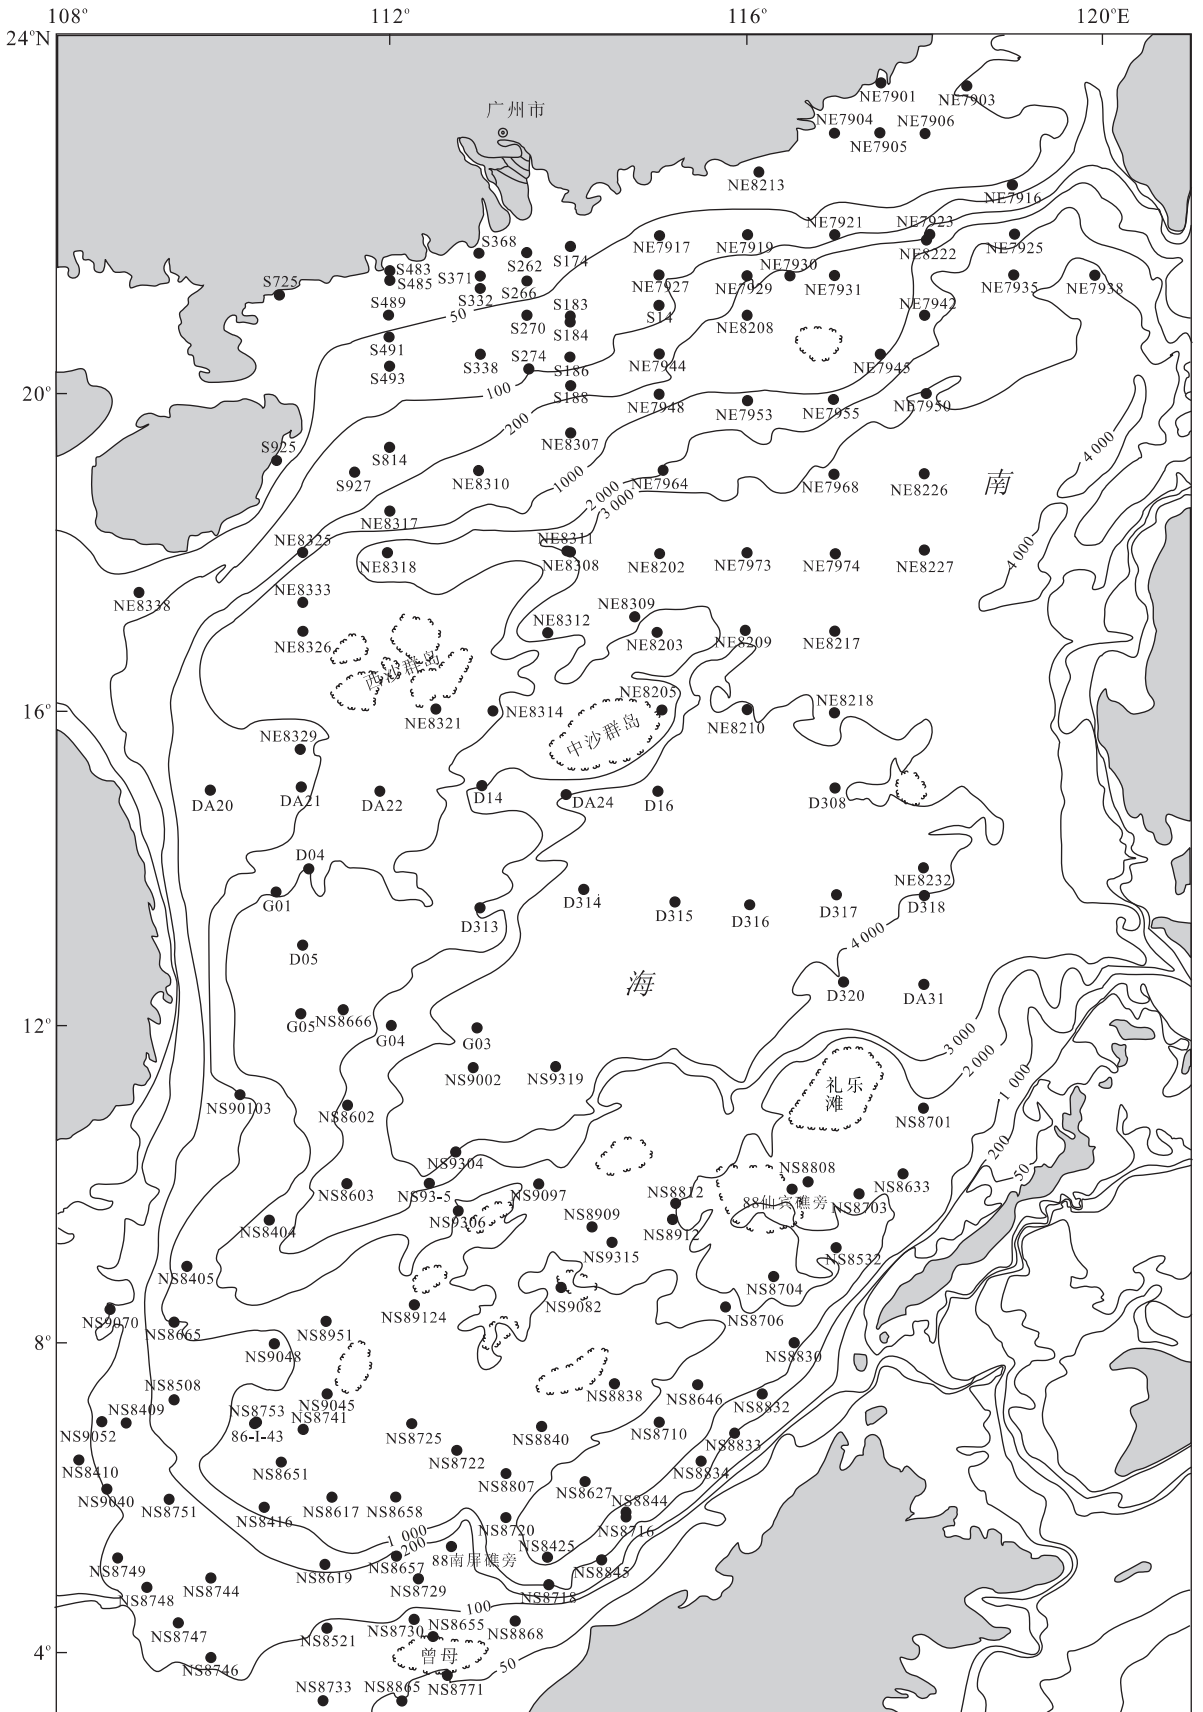 108° 112° 116° 120°E
24°N
广州市
NE7901
NE7903
NE7904 NE7906
NE7905
NE8213
NE7916
S368
S174
S262
NE7917
NE7919
NE7921
NE7923
NE7925
NE8222
S483
S485
S371
S725
S332
S266
NE7927
NE7929
NE7930
NE7931
NE7935
NE7938
S489
50
S183
S270
S184
S14
NE8208
NE7942
S491
S274
S338
S493
S186
NE7944
NE7945
100
20°
S188
NE7948
NE7953
NE7955
NE7950
200
NE8307
S925
S814
4 000
S927
NE8310
1000
NE7964
NE7968
NE8226
南
2 000
3 000
NE8317
NE8325
NE8311
NE8318
NE8308
NE8202
NE7973
NE7974
NE8227
4 000
NE8333
NE8338
NE8309
NE8312
NE8326
NE8203
NE8209
NE8217
西沙群岛
NE8205
NE8218
16°
NE8321
NE8314
NE8210
中沙群岛
NE8329
DA20
DA21
DA22
D14
DA24
D16
D308
D04
NE8232
G01
D314
D315
D316
D317
D318
D313
4 000
D05
海
D320
DA31
G05
NS8666
12°
G04
G03
3 000
2 000
NS9002
NS9319
1 000
礼乐
滩
NS90103
NS8602
NS8701
200
NS9304
NS8808
50
NS8603
NS93-5
NS9097
NS8812
88仙宾礁旁
NS8633
NS8703
NS9306
NS8909
NS8912
NS8404
NS9315
NS8532
NS8405
NS8704
NS9082
NS9070
NS8665
NS8951
NS89124
NS8706
8°
NS9048
NS8830
NS8508
NS9045
NS8838
NS8646
NS8832
NS8409
NS8753
NS8741
NS9052
86-I-43
NS8725
NS8840
NS8710
NS8833
NS8410
NS8651
NS8722
NS8834
NS9040
NS8807
NS8627
NS8751
NS8416
NS8617
NS8658
NS8844
NS8720
NS8716
1 000
200
NS8425
88南屏礁旁
NS8749
NS8619
NS8657
NS8845
NS8748
NS8744
NS8729
NS8718
100
NS8747
NS8521
NS8730
NS8655
NS8868
4°
曾母
NS8746
50
NS8733
NS8865
NS8771